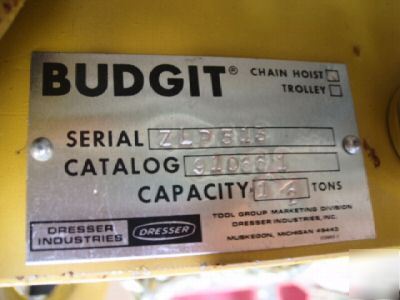 BUDGIT® CHAIN HOIST
TROLLEY
SERIAL
CATALOG
CAPACITY TONS
DRESSER INDUSTRIES
DRESSER
TOOL GROUP MARKETING DIVISION
DRESSER INDUSTRIES, INC.
MUSKEGON, MICHIGAN 49443